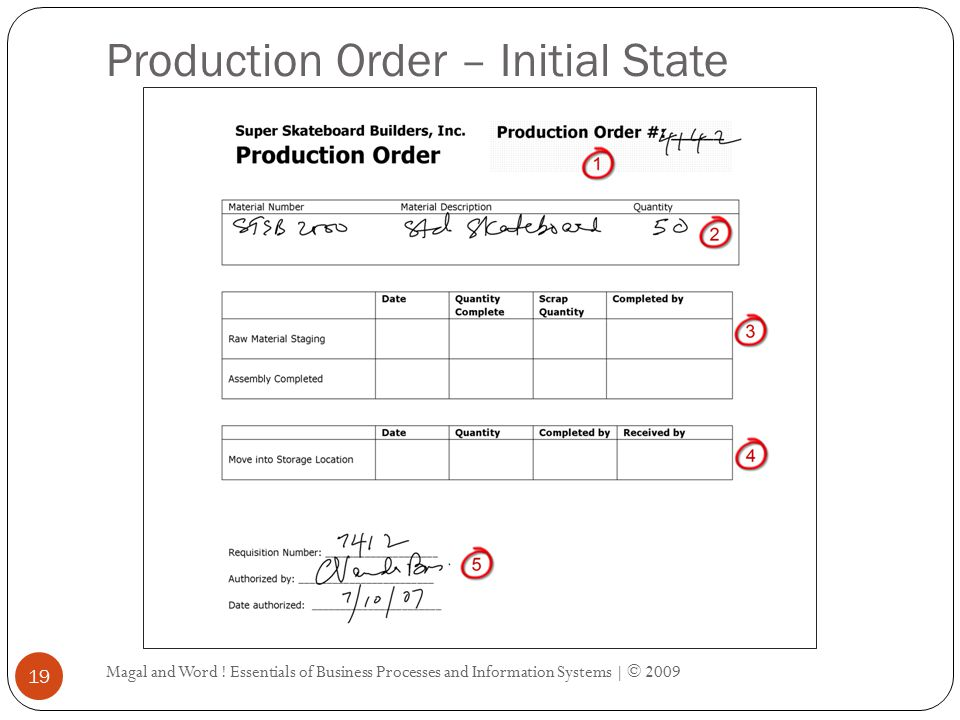 Production Order – Initial State
Super Skateboard Builders, Inc.
Production Order
Production Order #: 4142
1
Material Number Material Description Quantity
STSB 2000 Std Skateboard 50
2
Date Quantity Complete Scrap Quantity Completed by
Raw Material Staging
3
Assembly Completed
Date Quantity Completed by Received by
Move into Storage Location
4
Requisition Number: 7412
Authorized by:
5
Date authorized: 7/10/07
19
Magal and Word ! Essentials of Business Processes and Information Systems | © 2009